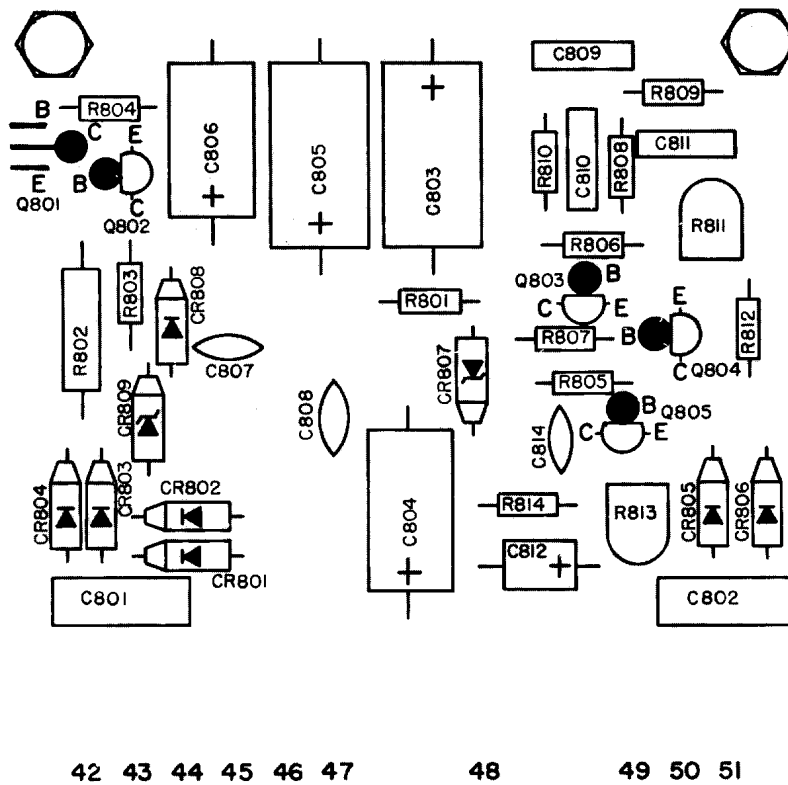 C809
R809
B
R804
C
E
C806
C805
C803
+
R810
C810
R808
C811
B
E
Q801
C
Q802
+
+
R811
R806
Q803
B
C
E
R802
R803
CR808
R801
E
R807
B
R812
C807
CR807
C
Q804
CR809
R805
B
Q805
C808
C814
C
E
CR804
CR803
CR802
C804
R814
R813
CR805
CR806
C812
+
CR801
+
C801
C802
42 43 44 45 46 47 48 49 50 51